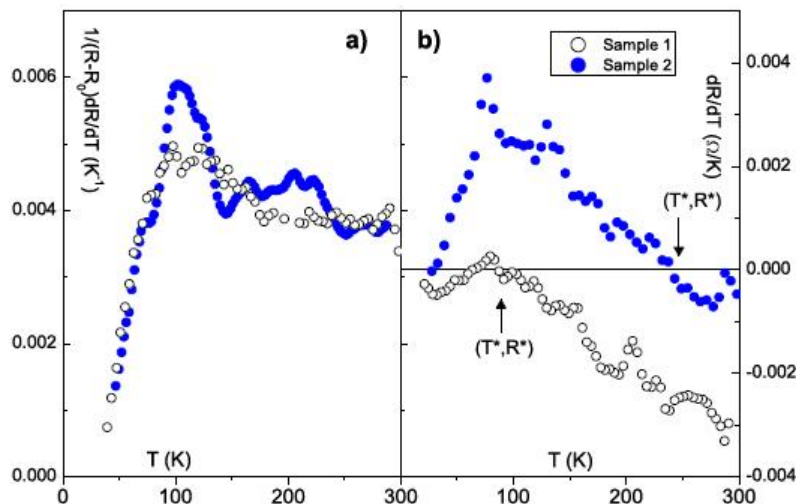 a)
1/(R-R0)dR/dT (K-1)
0.006
0.004
0.002
0.000
T (K)
0
100
200
300
b)
Sample 1
Sample 2
dR/dT (Ω/K)
0.004
0.002
0.000
-0.002
-0.004
(T*,R*)
(T*,R*)
T (K)
0
100
200
300